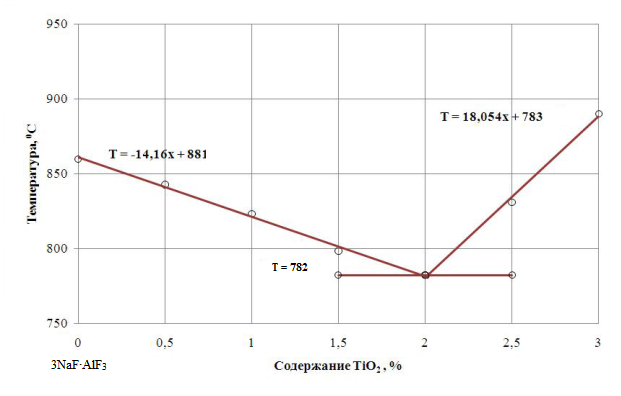 950
900
850
800
750
Температура, ⁰C
T = -14,16x + 881
T = 18,054x + 783
T = 782
0
0,5
1
1,5
2
2,5
3
3NaF·AlF₃
Содержание TiO₂ , %